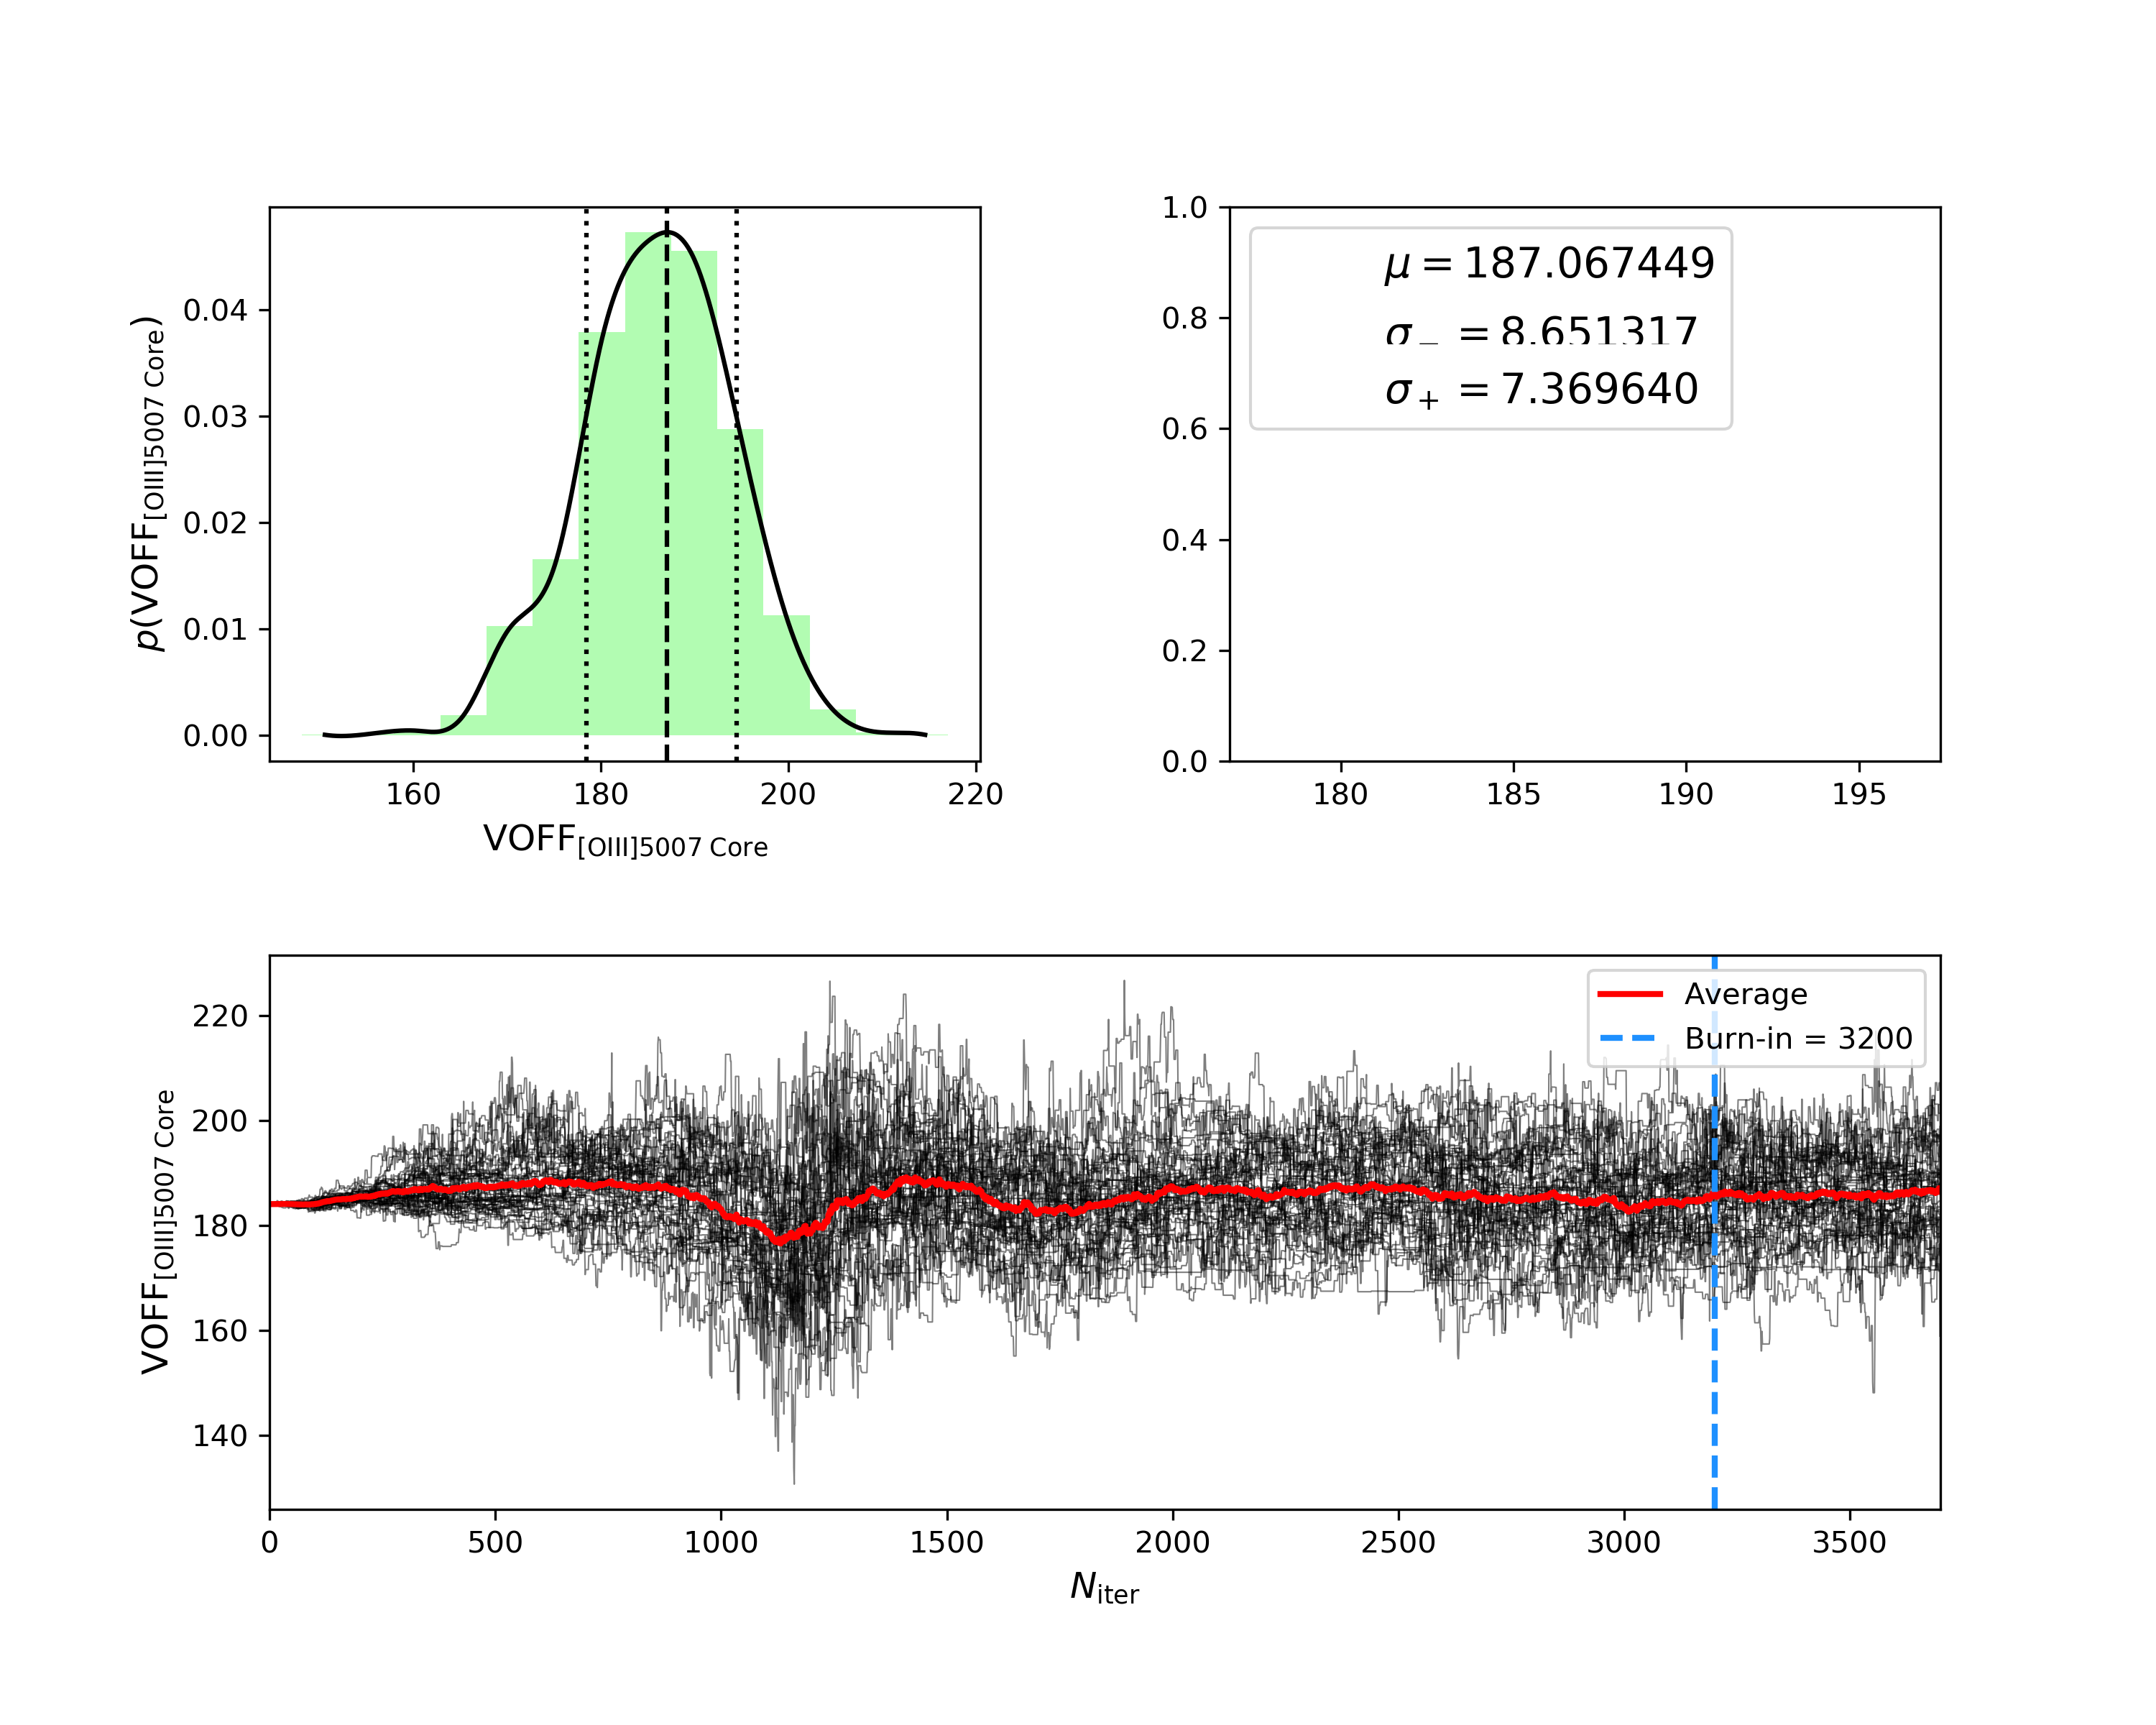 p(VOFF[OIII]5007 Core)
0.04
0.03
0.02
0.01
0.00
160 180 200 220
VOFF[OIII]5007 Core
1.0
0.8
0.6
0.4
0.2
0.0
μ = 187.067449
σ− = 8.651317
σ+ = 7.369640
180 185 190 195
VOFF[OIII]5007 Core
220
200
180
160
140
Average
Burn-in = 3200
0 500 1000 1500 2000 2500 3000 3500
Niter